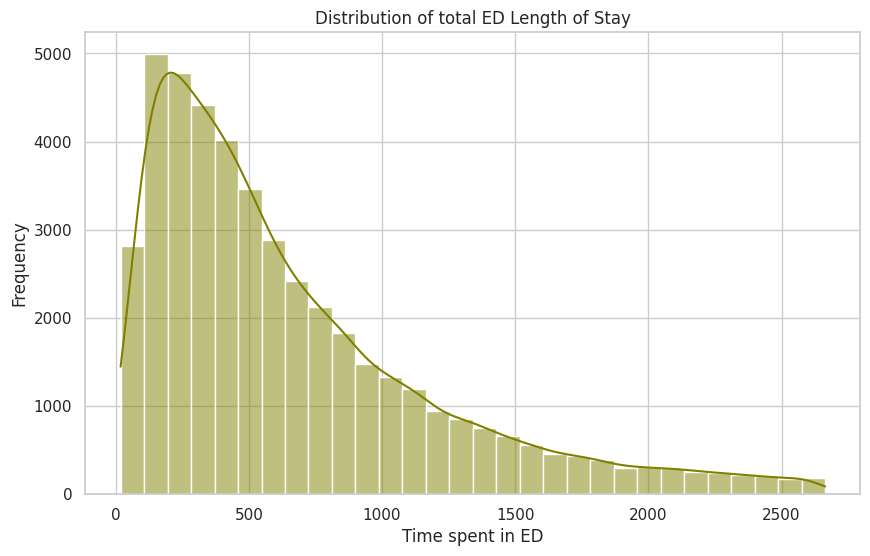 Distribution of total ED Length of Stay
Frequency
5000
4000
3000
2000
1000
0
0 500 1000 1500 2000 2500
Time spent in ED